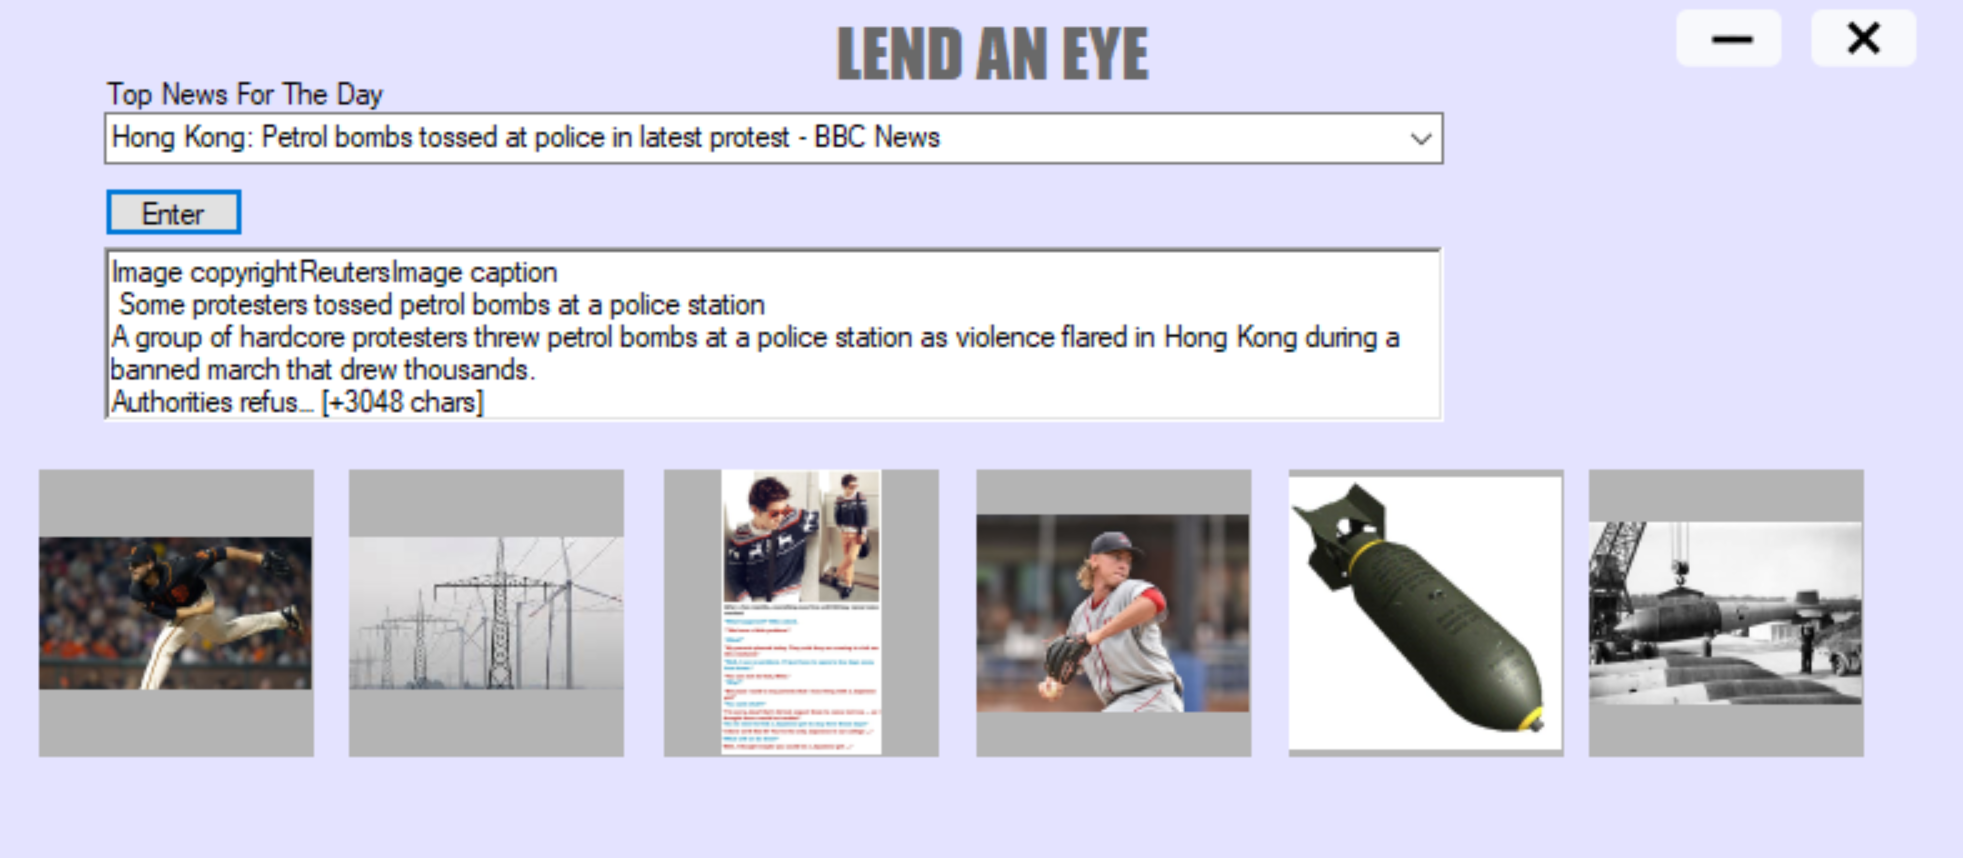 LEND AN EYE
Top News For The Day
Hong Kong: Petrol bombs tossed at police in latest protest - BBC News
Enter
Image copyrightReutersImage caption
Some protesters tossed petrol bombs at a police station
A group of hardcore protesters threw petrol bombs at a police station as violence flared in Hong Kong during a
banned march that drew thousands.
Authorities refus... [+3048 chars]